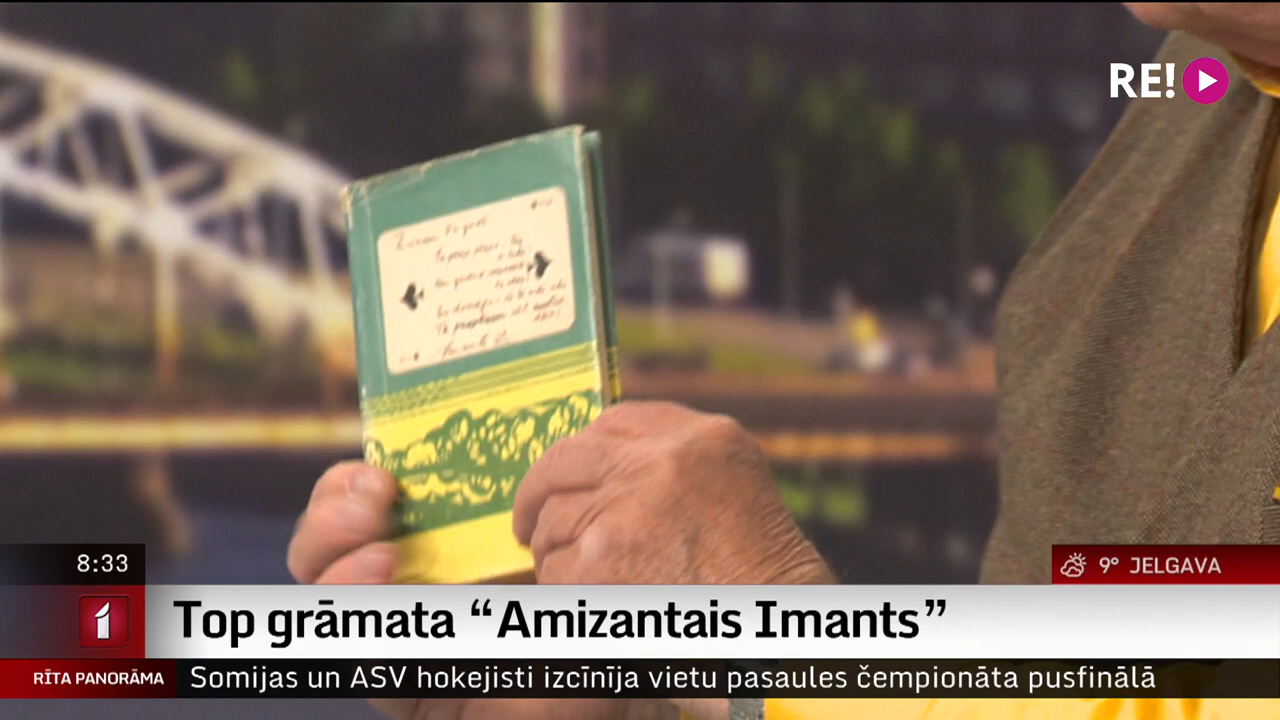 RE!
8:33
9° JELGAVA
1
Top grāmata “Amizantais Imants”
RĪTA PANORĀMA
Somijas un ASV hokejisti izcīnīja vietu pasaules čempionāta pusfinālā